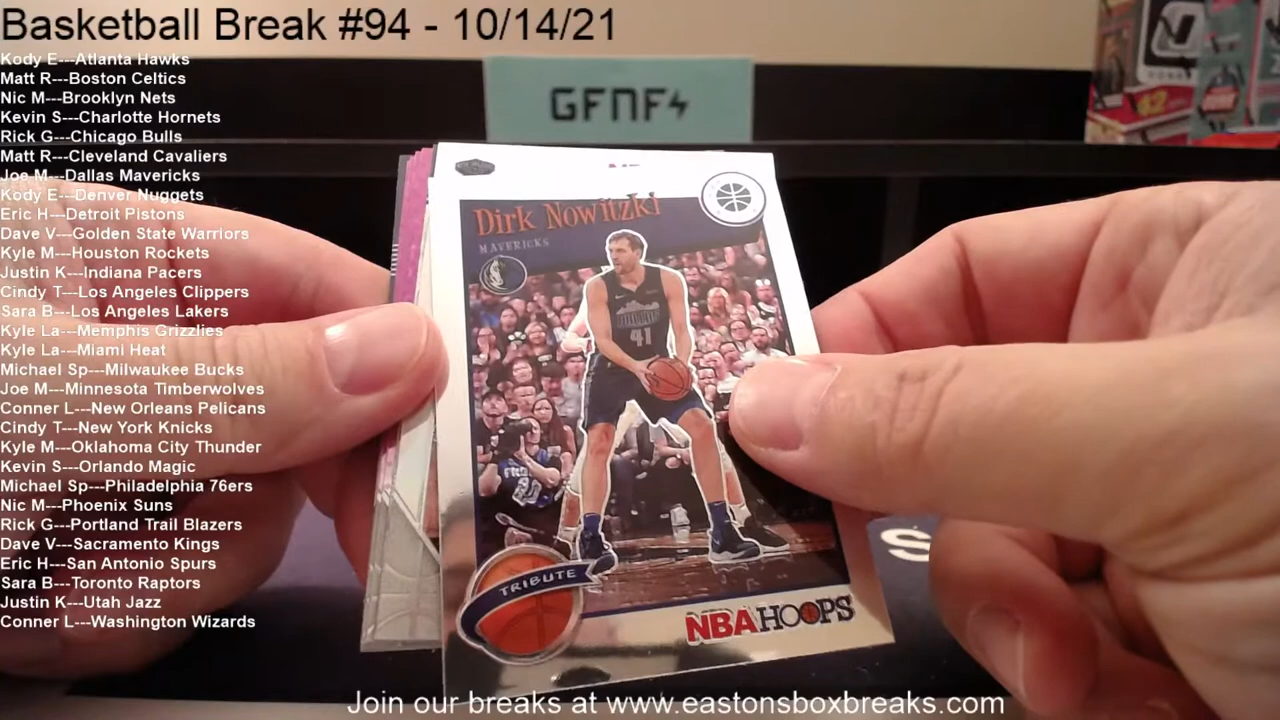 Basketball Break #94 - 10/14/21
Kody E---Atlanta Hawks
Matt R---Boston Celtics
Nic M---Brooklyn Nets
Kevin S---Charlotte Hornets
Rick G---Chicago Bulls
Matt R---Cleveland Cavaliers
Joe M---Dallas Mavericks
Kody E---Denver Nuggets
Eric H---Detroit Pistons
Dave V---Golden State Warriors
Kyle M---Houston Rockets
Justin K---Indiana Pacers
Cindy T---Los Angeles Clippers
Sara B---Los Angeles Lakers
Kyle La---Memphis Grizzlies
Kyle La---Miami Heat
Michael Sp---Milwaukee Bucks
Joe M---Minnesota Timberwolves
Conner L---New Orleans Pelicans
Cindy T---New York Knicks
Kyle M---Oklahoma City Thunder
Kevin S---Orlando Magic
Michael Sp---Philadelphia 76ers
Nic M---Phoenix Suns
Rick G---Portland Trail Blazers
Dave V---Sacramento Kings
Eric H---San Antonio Spurs
Sara B---Toronto Raptors
Justin K---Utah Jazz
Conner L---Washington Wizards
GFNF
Dirk Nowitzki
MAVERICKS
41
TRIBUTE
NBA HOOPS
S
Join our breaks at www.eastonsboxbreaks.com